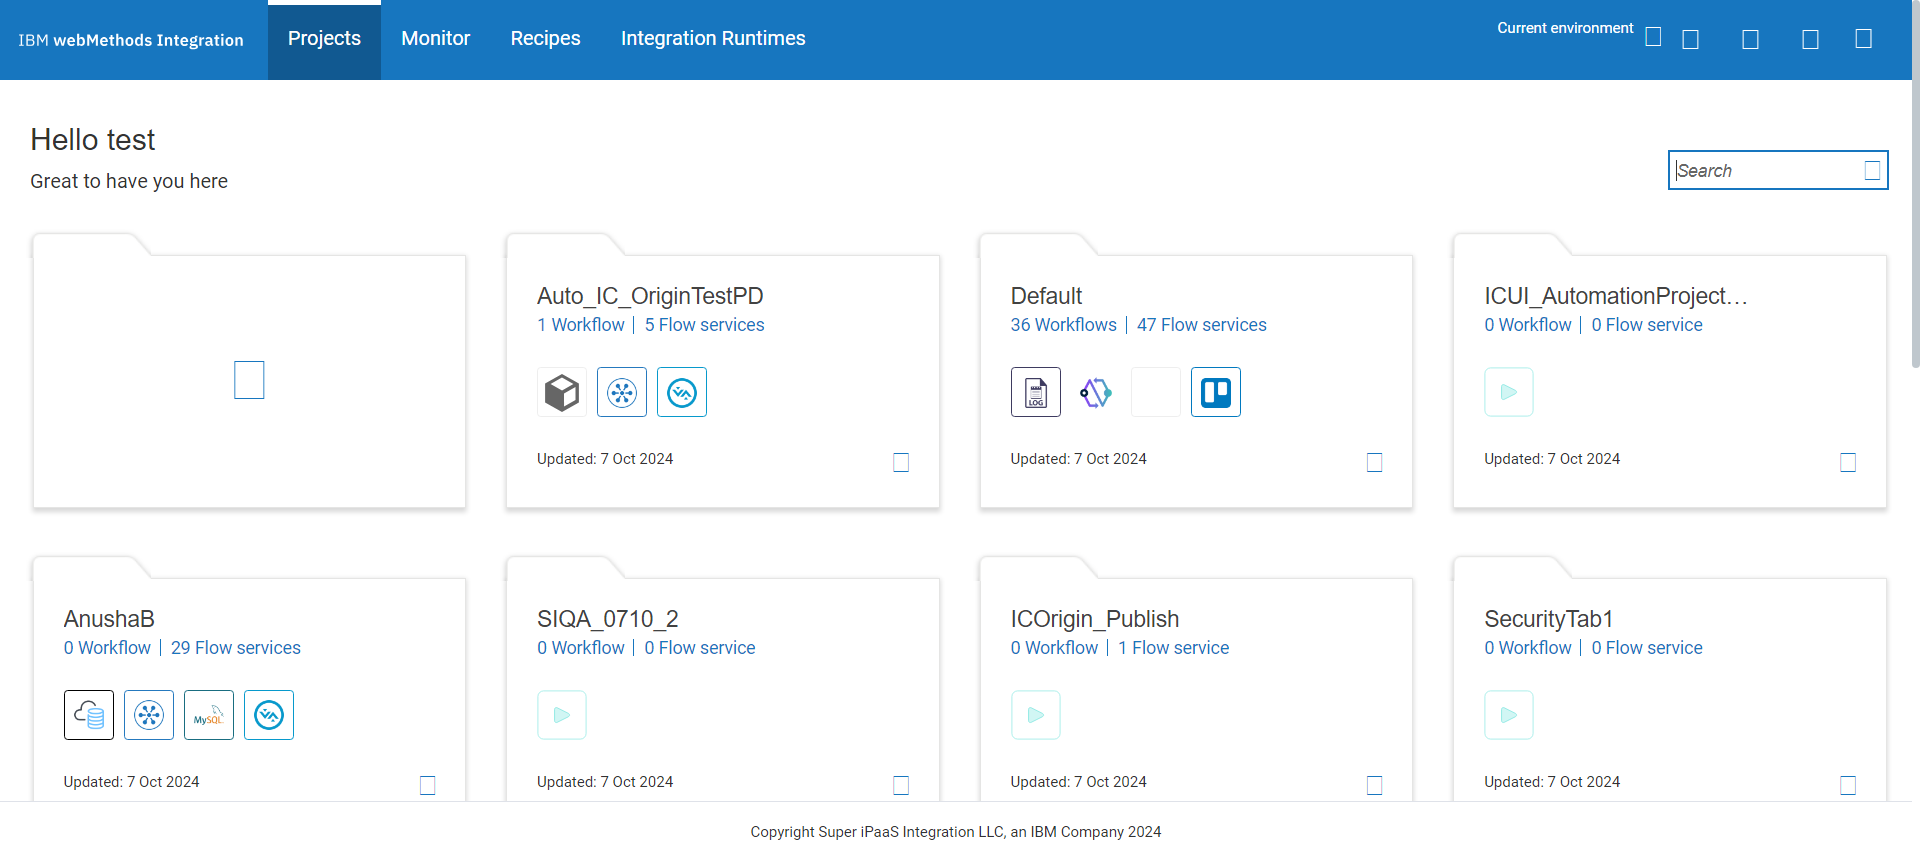 IBM webMethods Integration
Projects
Monitor
Recipes
Integration Runtimes
Current environment
Hello test
Great to have you here
Search
Auto_IC_OriginTestPD
1 Workflow | 5 Flow services
Updated: 7 Oct 2024
Default
36 Workflows | 47 Flow services
LOG
Updated: 7 Oct 2024
ICUI_AutomationProject...
0 Workflow | 0 Flow service
Updated: 7 Oct 2024
AnushaB
0 Workflow | 29 Flow services
MySQL
Updated: 7 Oct 2024
SIQA_0710_2
0 Workflow | 0 Flow service
Updated: 7 Oct 2024
ICOrigin_Publish
0 Workflow | 1 Flow service
Updated: 7 Oct 2024
SecurityTab1
0 Workflow | 0 Flow service
Updated: 7 Oct 2024
Copyright Super iPaaS Integration LLC, an IBM Company 2024